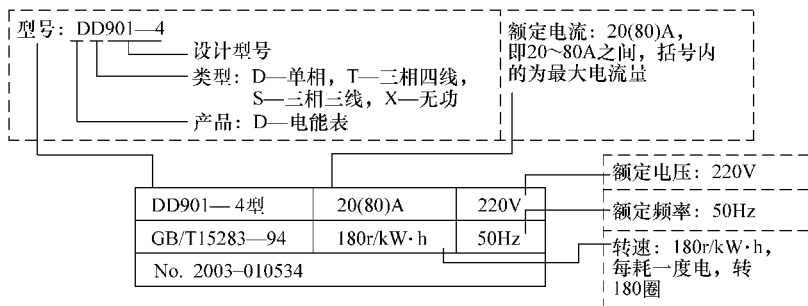 型号: DD901—4
设计型号
类型: D—单相, T—三相四线,
S—三相三线, X—无功
产品: D—电能表
额定电流: 20(80)A,
即20~80A之间, 括号内
的为最大电流量
DD901—4型 20(80)A 220V
GB/T15283—94 180r/kW·h 50Hz
No. 2003-010534
额定电压: 220V
额定频率: 50Hz
转速: 180r/kW·h,
每耗一度电, 转
180圈